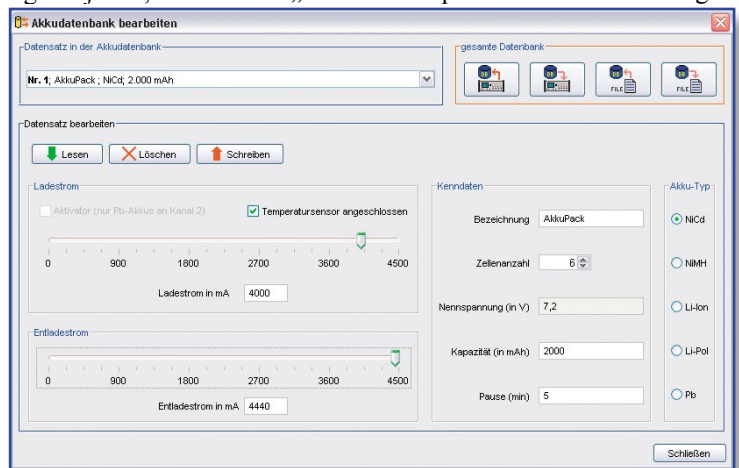 Akkudatenbank bearbeiten
Datensatz in der Akkudatenbank
gesamte Datenbank
Nr. 1; AkkuPack ; NiCd; 2.000 mAh
DB
DB
DB
FILE
DB
FILE
Datensatz bearbeiten
Lesen
Löschen
Schreiben
Ladestrom
Aktivator (nur Pb-Akkus an Kanal 2)
Temperatursensor angeschlossen
0 900 1800 2700 3600 4500
Ladestrom in mA 4000
Entladestrom
0 900 1800 2700 3600 4500
Entladestrom in mA 4440
Kenndaten
Bezeichnung AkkuPack
Zellenanzahl 6
Nennspannung (in V) 7,2
Kapazität (in mAh) 2000
Pause (min) 5
Akku-Typ
NiCd
NiMH
Li-Ion
Li-Pol
Pb
Schließen